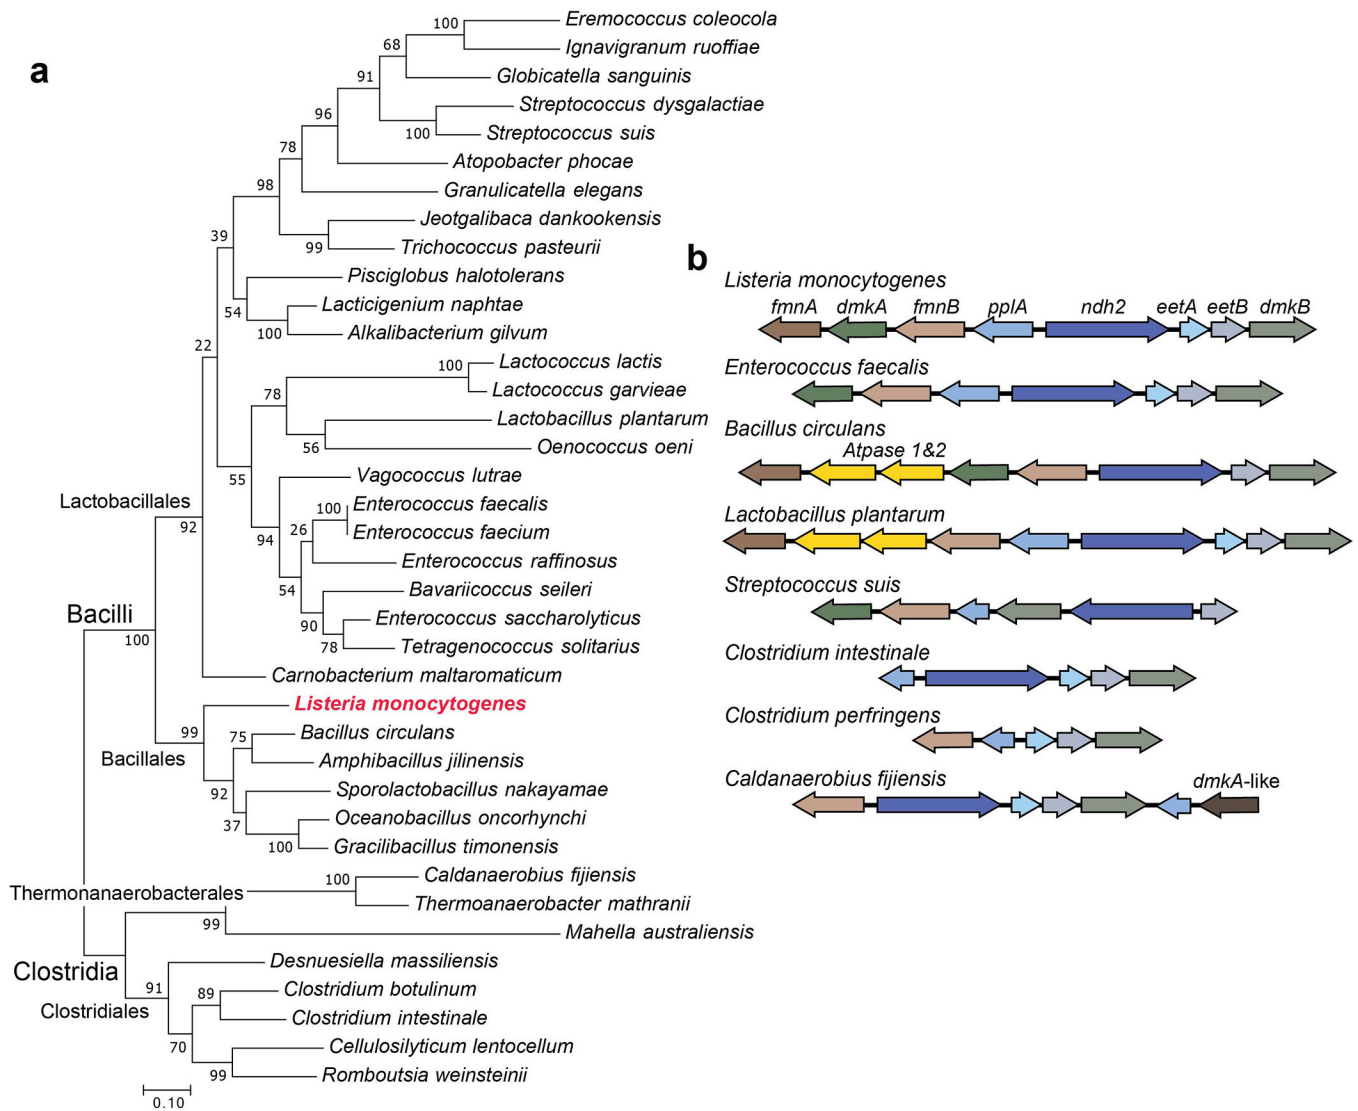 a
100
Eremococcus coleocola
68
Ignavigranum ruoffiae
91
Globicatella sanguinis
96
Streptococcus dysgalactiae
100
Streptococcus suis
78
Atopobacter phocae
98
Granulicatella elegans
Jeotgalibaca dankookensis
39
99
Trichococcus pasteurii
Pisciglobus halotolerans
54
Lacticigenium naphtae
100
Alkalibacterium gilvum
22
100
Lactococcus lactis
78
Lactococcus garvieae
Lactobacillus plantarum
56
Oenococcus oeni
55
Vagococcus lutrae
Lactobacillales
92
100
Enterococcus faecalis
94
26
Enterococcus faecium
Enterococcus raffinosus
54
Bavariicoccus seileri
90
Enterococcus saccharolyticus
78
Tetragenococcus solitarius
Bacilli
100
Carnobacterium maltaromaticum
Listeria monocytogenes
99
75
Bacillus circulans
Bacillales
Amphibacillus jilinensis
92
Sporolactobacillus nakayamae
37
Oceanobacillus oncorhynchi
100
Gracilibacillus timonensis
Thermonanaerobacterales
100
Caldanaerobius fijiensis
Thermoanaerobacter mathranii
99
Mahella australiensis
Clostridia
Desnuesiella massiliensis
91
89
Clostridium botulinum
Clostridiales
Clostridium intestinale
70
Cellulosilyticum lentocellum
99
Romboutsia weinsteinii
0.10
b
Listeria monocytogenes
fmnA dmkA fmnB pplA ndh2 eetA eetB dmkB
Enterococcus faecalis
Bacillus circulans
Atpase 1&2
Lactobacillus plantarum
Streptococcus suis
Clostridium intestinale
Clostridium perfringens
Caldanaerobius fijiensis
dmkA-like